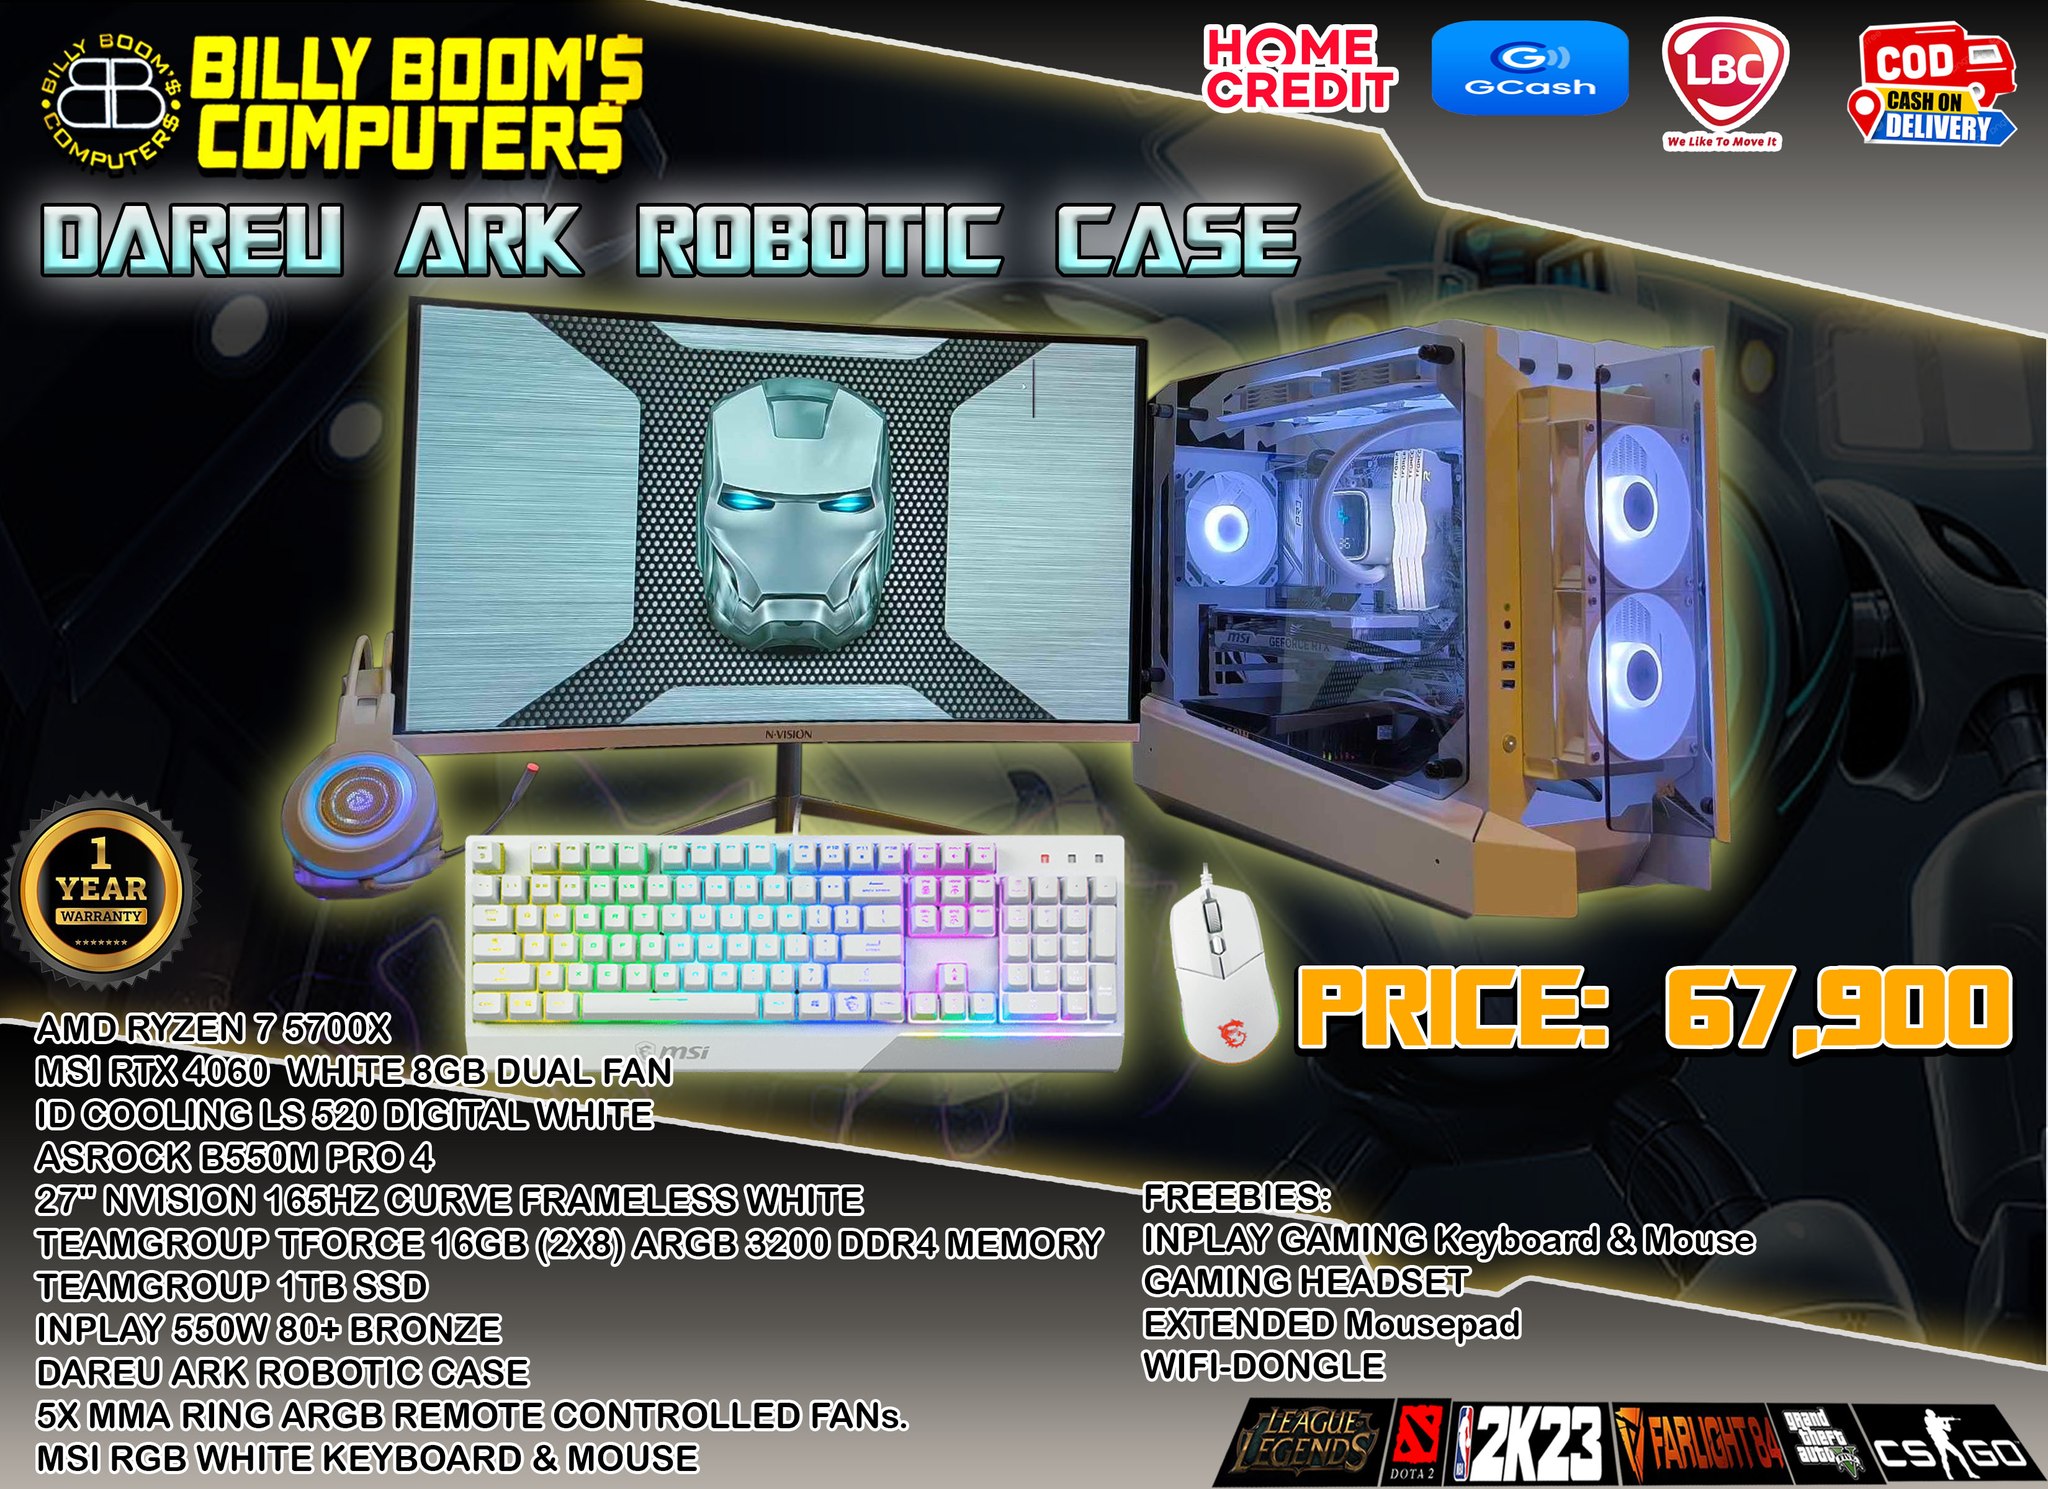 BILLY BOOM'$ COMPUTER$
BILLY BOOM'$
COMPUTER$
HOME
CREDIT
GCash
LBC
We Like To Move It
COD
CASH ON
DELIVERY
DAREU ARK ROBOTIC CASE
N-VISION
msi GEFORCE RTX
1
YEAR
WARRANTY
msi
PRICE: 67,900
AMD RYZEN 7 5700X
MSI RTX 4060 WHITE 8GB DUAL FAN
ID COOLING LS 520 DIGITAL WHITE
ASROCK B550M PRO 4
27" NVISION 165HZ CURVE FRAMELESS WHITE
TEAMGROUP TFORCE 16GB (2X8) ARGB 3200 DDR4 MEMORY
TEAMGROUP 1TB SSD
INPLAY 550W 80+ BRONZE
DAREU ARK ROBOTIC CASE
5X MMA RING ARGB REMOTE CONTROLLED FANs.
MSI RGB WHITE KEYBOARD & MOUSE
FREEBIES:
INPLAY GAMING Keyboard & Mouse
GAMING HEADSET
EXTENDED Mousepad
WIFI-DONGLE
LEAGUE
LEGENDS
DOTA 2
NBA 2K23
FARLIGHT 84
grand
theft
auto V
CS GO